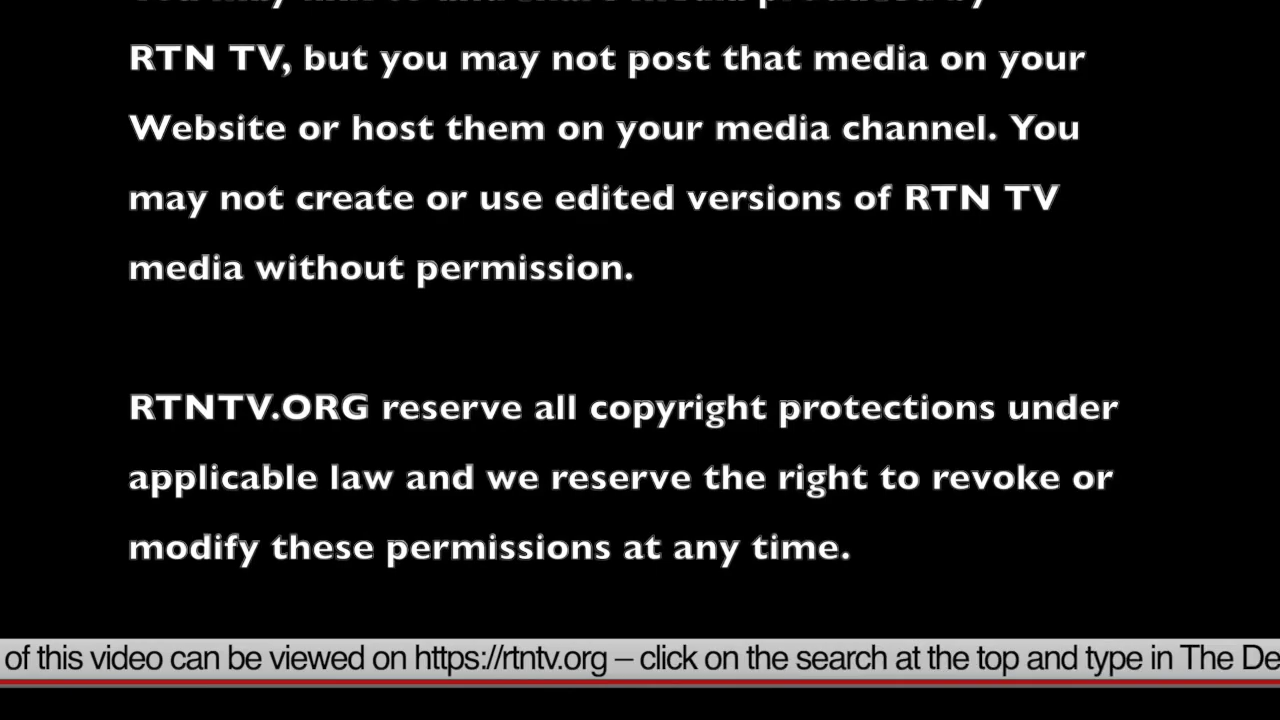 RTN TV, but you may not post that media on your
Website or host them on your media channel. You
may not create or use edited versions of RTN TV
media without permission.
RTNTV.ORG reserve all copyright protections under
applicable law and we reserve the right to revoke or
modify these permissions at any time.
of this video can be viewed on https://rtntv.org – click on the search at the top and type in The De